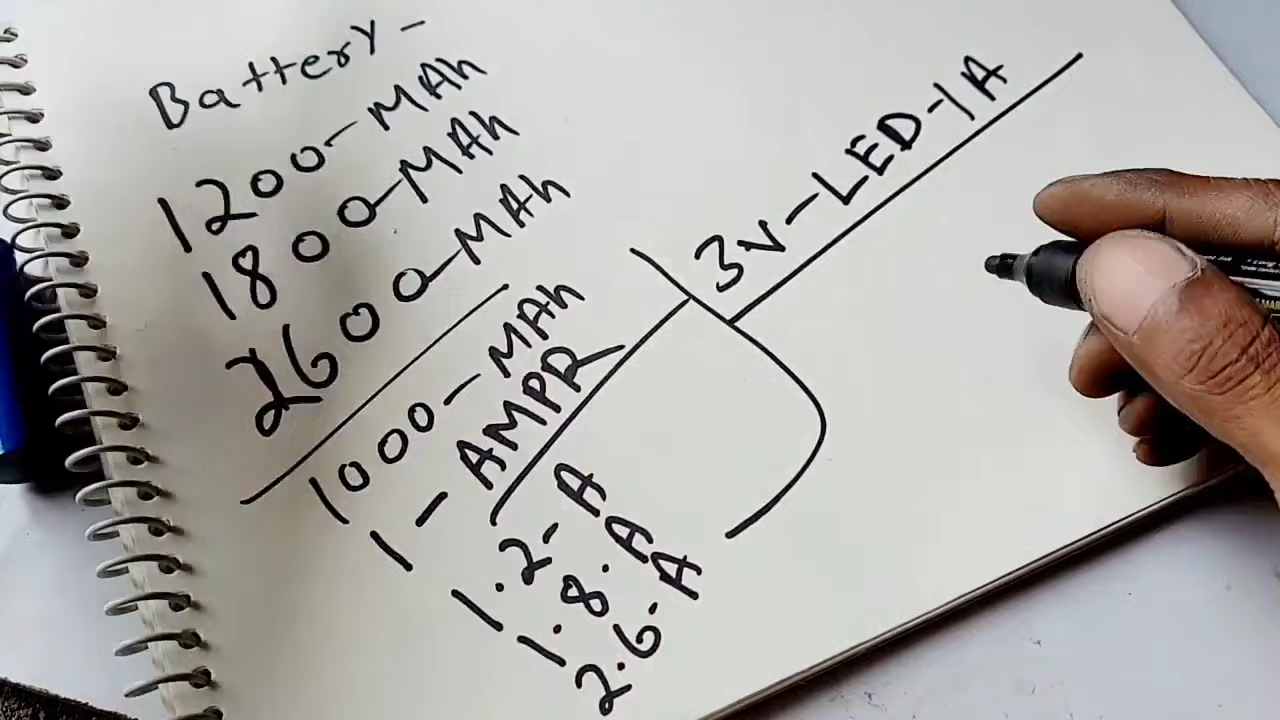 Battery-
1200-MAh
1800-MAh
2600-MAh
1000-MAh
1-AMPR
1.2-A
1.8.A
2.6-A
3V-LED-1A